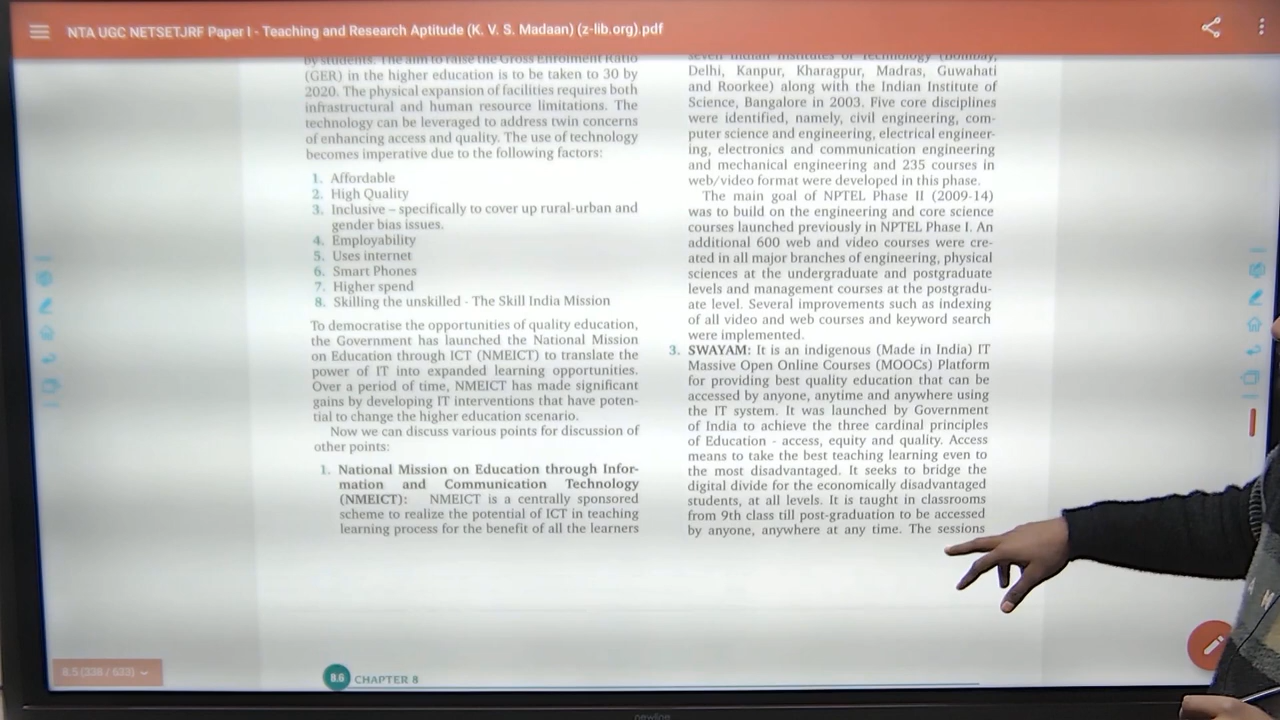 NTA UGC NETSETJRF Paper I - Teaching and Research Aptitude (K. V. S. Madaan) (z-lib.org).pdf
by students. The aim to raise the Gross Enrolment Ratio
(GER) in the higher education is to be taken to 30 by
2020. The physical expansion of facilities requires both
infrastructural and human resource limitations. The
technology can be leveraged to address twin concerns
of enhancing access and quality. The use of technology
becomes imperative due to the following factors:
1. Affordable
2. High Quality
3. Inclusive – specifically to cover up rural-urban and
gender bias issues.
4. Employability
5. Uses internet
6. Smart Phones
7. Higher spend
8. Skilling the unskilled - The Skill India Mission
To democratise the opportunities of quality education,
the Government has launched the National Mission
on Education through ICT (NMEICT) to translate the
power of IT into expanded learning opportunities.
Over a period of time, NMEICT has made significant
gains by developing IT interventions that have poten-
tial to change the higher education scenario.
Now we can discuss various points for discussion of
other points:
1. National Mission on Education through Infor-
mation and Communication Technology
(NMEICT): NMEICT is a centrally sponsored
scheme to realize the potential of ICT in teaching
learning process for the benefit of all the learners
seven Indian Institutes of Technology (Bombay,
Delhi, Kanpur, Kharagpur, Madras, Guwahati
and Roorkee) along with the Indian Institute of
Science, Bangalore in 2003. Five core disciplines
were identified, namely, civil engineering, com-
puter science and engineering, electrical engineer-
ing, electronics and communication engineering
and mechanical engineering and 235 courses in
web/video format were developed in this phase.
The main goal of NPTEL Phase II (2009-14)
was to build on the engineering and core science
courses launched previously in NPTEL Phase I. An
additional 600 web and video courses were cre-
ated in all major branches of engineering, physical
sciences at the undergraduate and postgraduate
levels and management courses at the postgradu-
ate level. Several improvements such as indexing
of all video and web courses and keyword search
were implemented.
3. SWAYAM: It is an indigenous (Made in India) IT
Massive Open Online Courses (MOOCs) Platform
for providing best quality education that can be
accessed by anyone, anytime and anywhere using
the IT system. It was launched by Government
of India to achieve the three cardinal principles
of Education - access, equity and quality. Access
means to take the best teaching learning even to
the most disadvantaged. It seeks to bridge the
digital divide for the economically disadvantaged
students, at all levels. It is taught in classrooms
from 9th class till post-graduation to be accessed
by anyone, anywhere at any time. The sessions
8.5 (338 / 633)
8.6 CHAPTER 8
newline